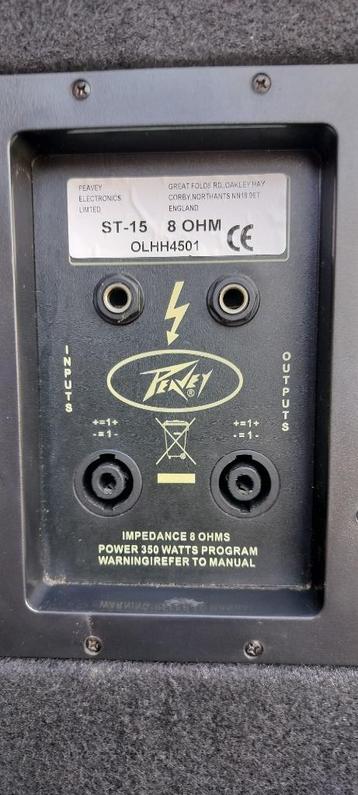 PEAVEY
ELECTRONICS
LIMTED
GREAT FOLDS RD., OAKLEY HAY
CORBY, NORTHANTS NN18 9ET
ENGLAND
ST-15 8 OHM
OLHH4501
CE
INPUTS
OUTPUTS
PEAVEY
®
+=1+
-=1-
+=1+
-=1-
IMPEDANCE 8 OHMS
POWER 350 WATTS PROGRAM
WARNING!REFER TO MANUAL